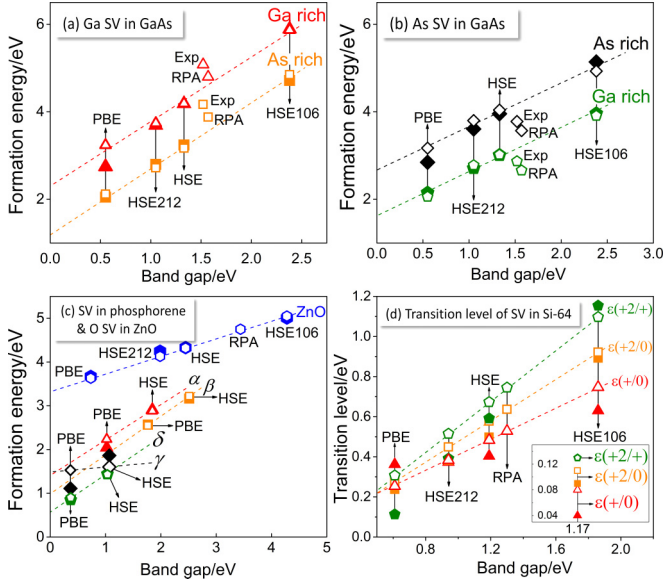 (a) Ga SV in GaAs
Ga rich
As rich
Exp
RPA
Exp
RPA
PBE
HSE212
HSE
HSE106
Formation energy/eV
6
5
4
3
2
1
0.0 0.5 1.0 1.5 2.0 2.5
Band gap/eV
(b) As SV in GaAs
As rich
Ga rich
PBE
HSE
Exp
RPA
Exp
RPA
HSE212
HSE106
Formation energy/eV
6
4
2
0.0 0.5 1.0 1.5 2.0 2.5 3.0
Band gap/eV
(c) SV in phosphorene
& O SV in ZnO
ZnO
HSE106
RPA
HSE212
HSE
PBE
HSE
α
β
HSE
PBE
PBE
PBE
δ
γ
HSE
HSE
PBE
Formation energy/eV
5
4
3
2
1
0
0 1 2 3 4 5
Band gap/eV
(d) Transition level of SV in Si-64
ε(+2/+)
ε(+2/0)
ε(+/0)
HSE
PBE
HSE212
RPA
HSE106
Transition level/eV
1.2
1.0
0.8
0.6
0.4
0.2
0.0
0.6 0.9 1.2 1.5 1.8
Band gap/eV
0.12
0.08
0.04
1.17
ε(+2/+)
ε(+2/0)
ε(+/0)